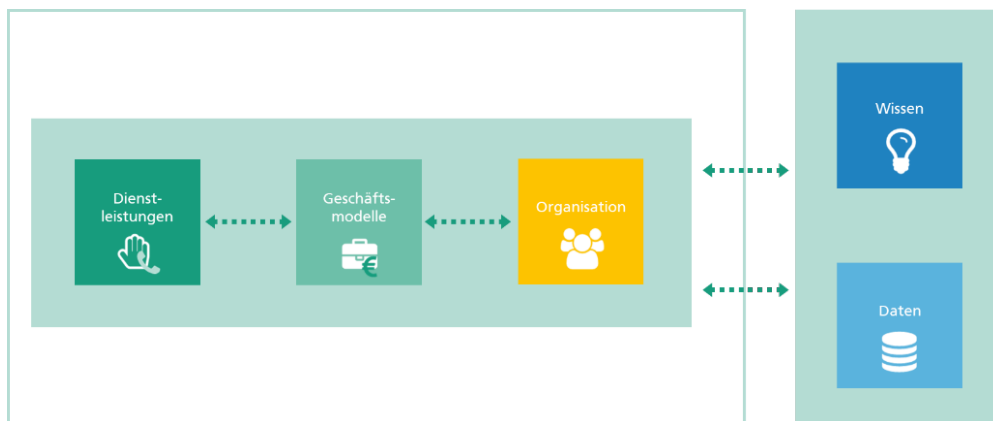 Dienst-
leistungen
Geschäfts-
modelle
Organisation
Wissen
Daten